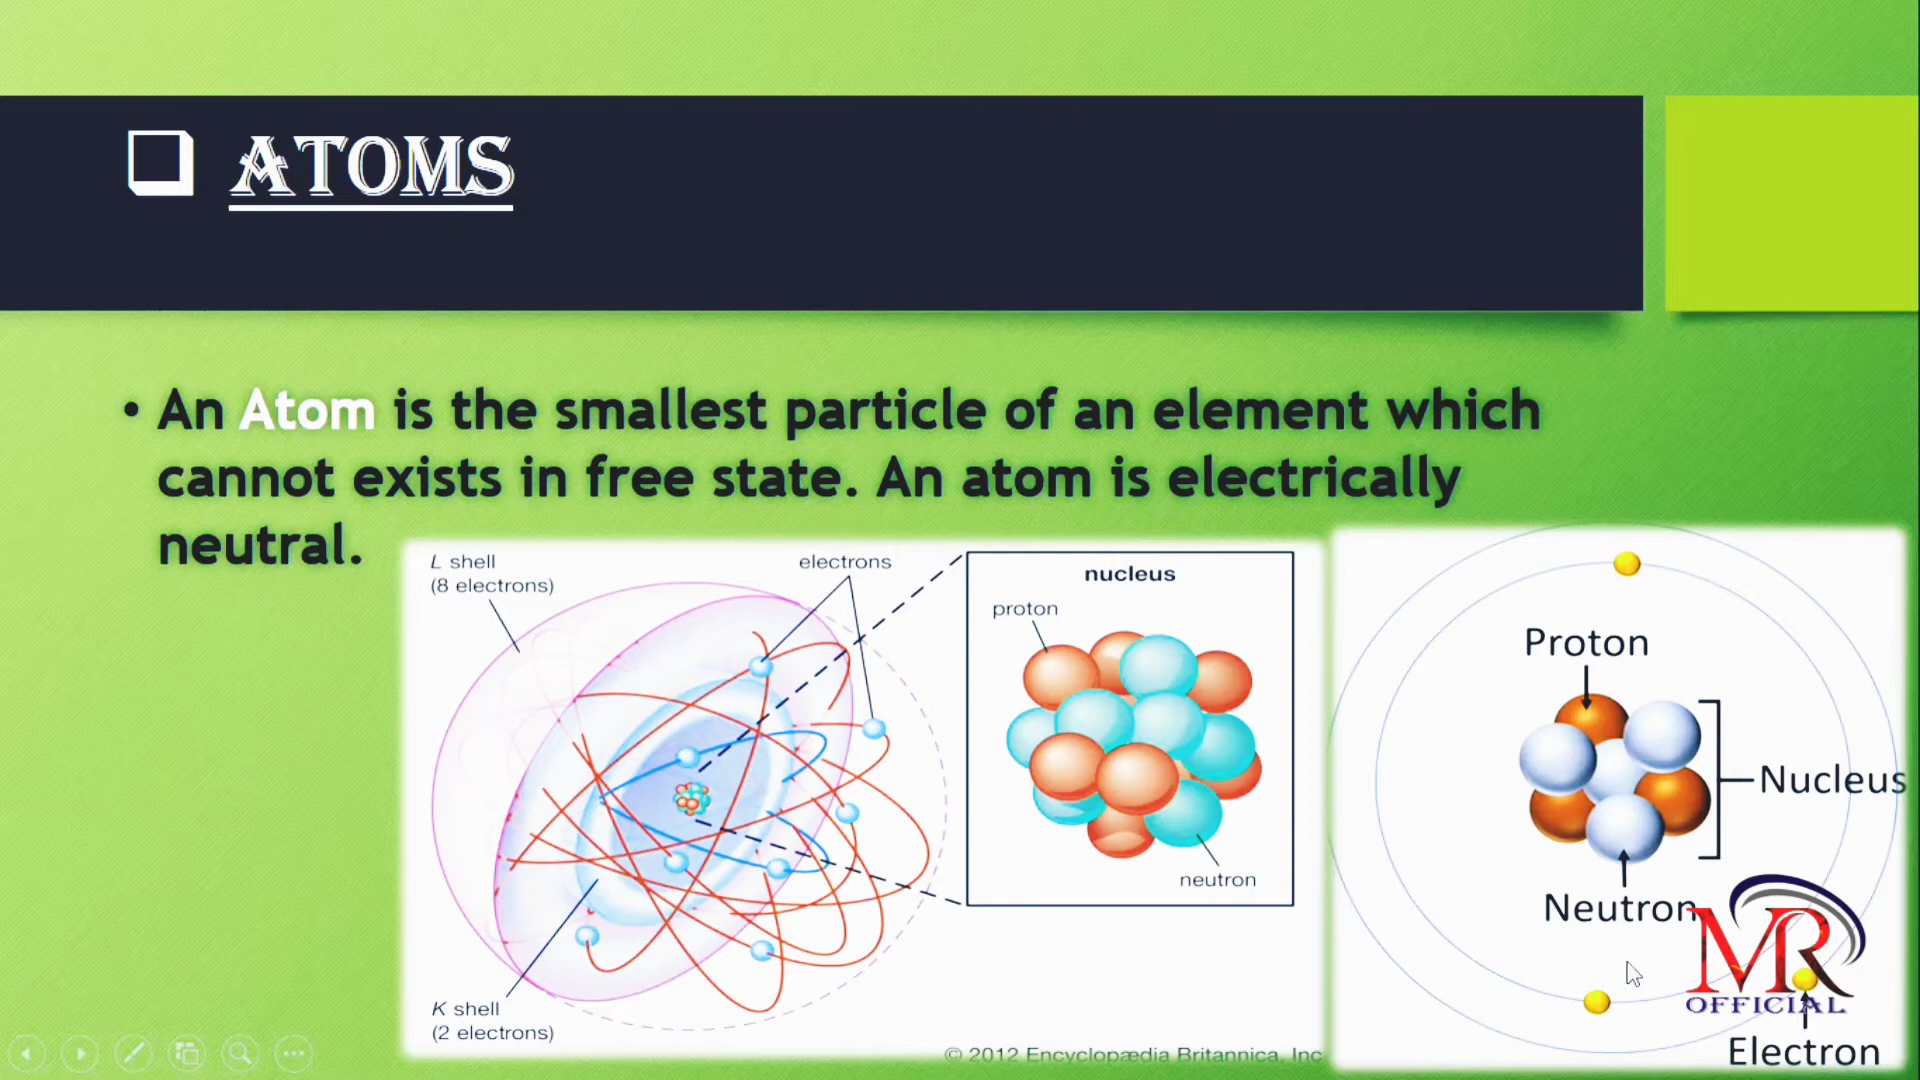 ATOMS
• An Atom is the smallest particle of an element which
cannot exists in free state. An atom is electrically
neutral.
L shell
(8 electrons)
electrons
nucleus
proton
neutron
K shell
(2 electrons)
© 2012 Encyclopædia Britannica, Inc
Proton
Nucleus
Neutron
MR
OFFICIAL
Electron